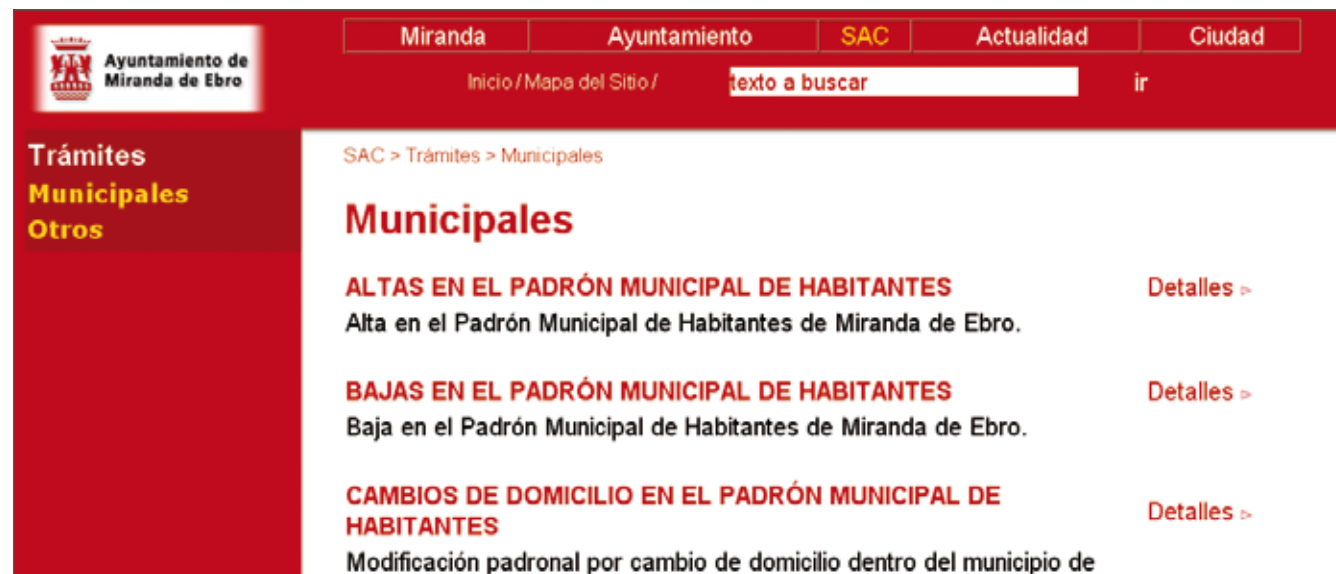 Ayuntamiento de
Miranda de Ebro
Miranda Ayuntamiento SAC Actualidad Ciudad
Inicio / Mapa del Sitio / texto a buscar ir
Trámites
Municipales
Otros
SAC > Trámites > Municipales
Municipales
ALTAS EN EL PADRÓN MUNICIPAL DE HABITANTES Detalles ▹
Alta en el Padrón Municipal de Habitantes de Miranda de Ebro.
BAJAS EN EL PADRÓN MUNICIPAL DE HABITANTES Detalles ▹
Baja en el Padrón Municipal de Habitantes de Miranda de Ebro.
CAMBIOS DE DOMICILIO EN EL PADRÓN MUNICIPAL DE
HABITANTES Detalles ▹
Modificación padronal por cambio de domicilio dentro del municipio de